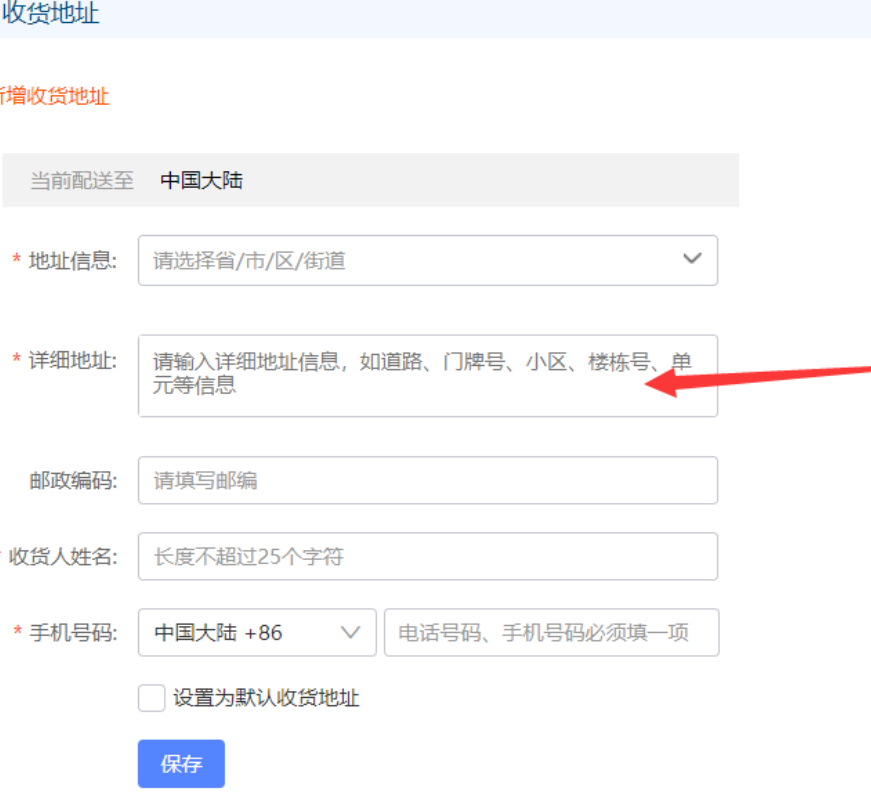 收货地址
新增收货地址
当前配送至 中国大陆
* 地址信息: 请选择省/市/区/街道
* 详细地址: 请输入详细地址信息，如道路、门牌号、小区、楼栋号、单
元等信息
邮政编码: 请填写邮编
* 收货人姓名: 长度不超过25个字符
* 手机号码: 中国大陆 +86 电话号码、手机号码必须填一项
设置为默认收货地址
保存